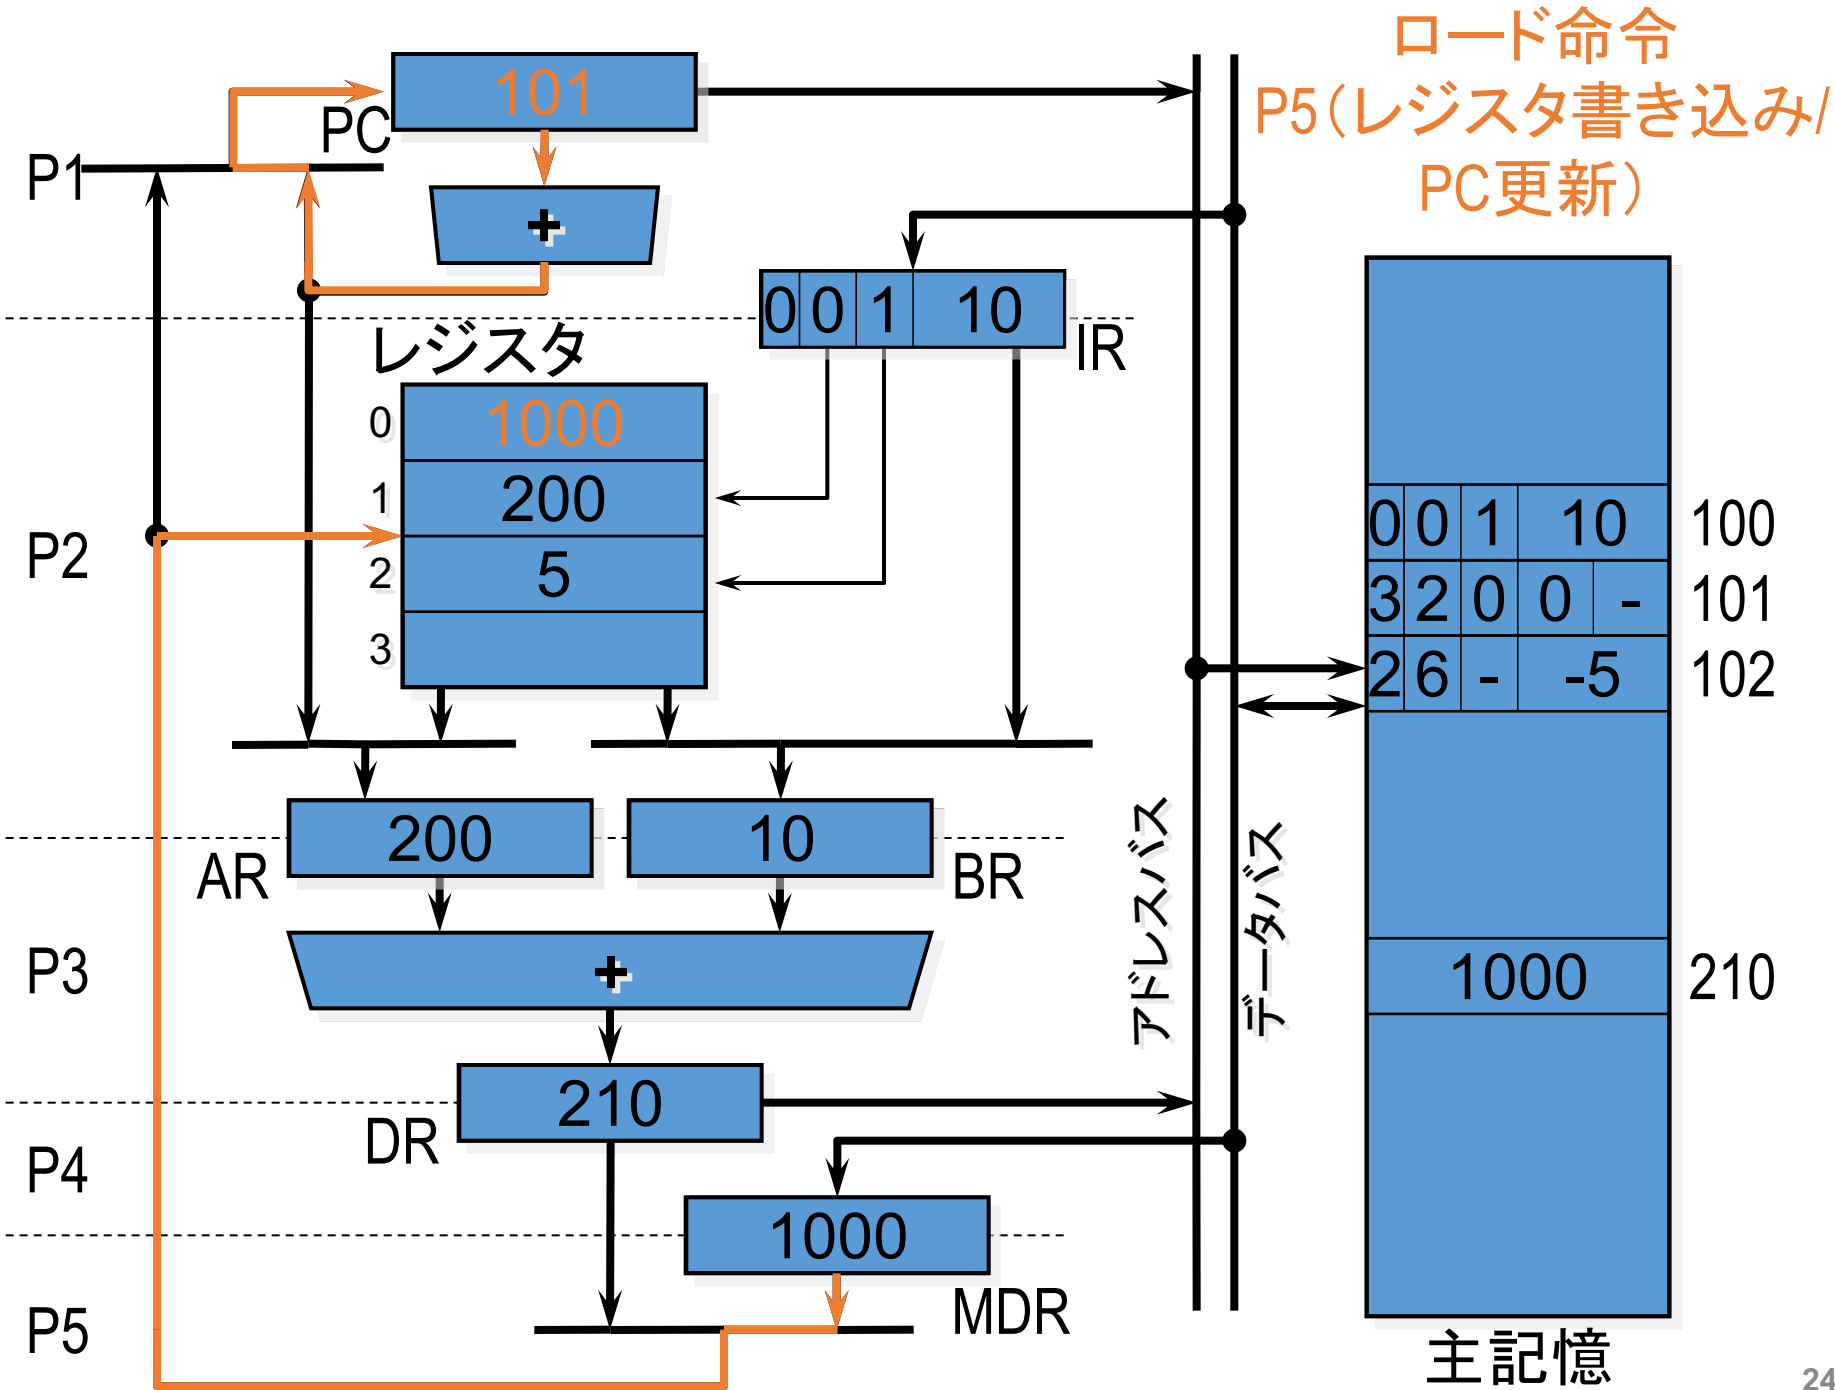 ロード命令
P5（レジスタ書き込み/
PC更新）
101
PC
P1
+
0 0 1 10
IR
レジスタ
0 1000
1 200
2 5
3
P2
0 0 1 10 100
3 2 0 0 - 101
2 6 - -5 102
200
AR
10
BR
アドレスバス
データバス
P3
+
1000 210
210
DR
P4
1000
MDR
P5
主記憶
24